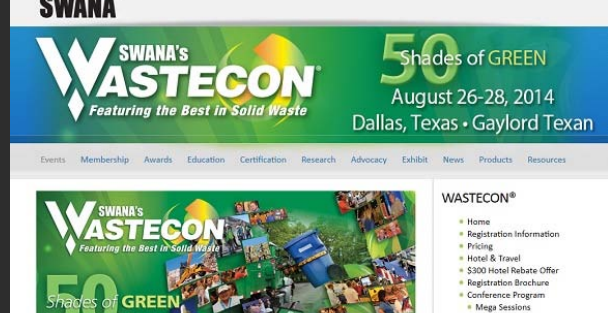 SWANA
SWANA's
WASTECON®
Featuring the Best in Solid Waste
50
Shades of GREEN
August 26-28, 2014
Dallas, Texas • Gaylord Texan
Events Membership Awards Education Certification Research Advocacy Exhibit News Products Resources
SWANA's
WASTECON®
Featuring the Best in Solid Waste
50
Shades of GREEN
WASTECON®
Home
Registration Information
Pricing
Hotel & Travel
$300 Hotel Rebate Offer
Registration Brochure
Conference Program
Mega Sessions